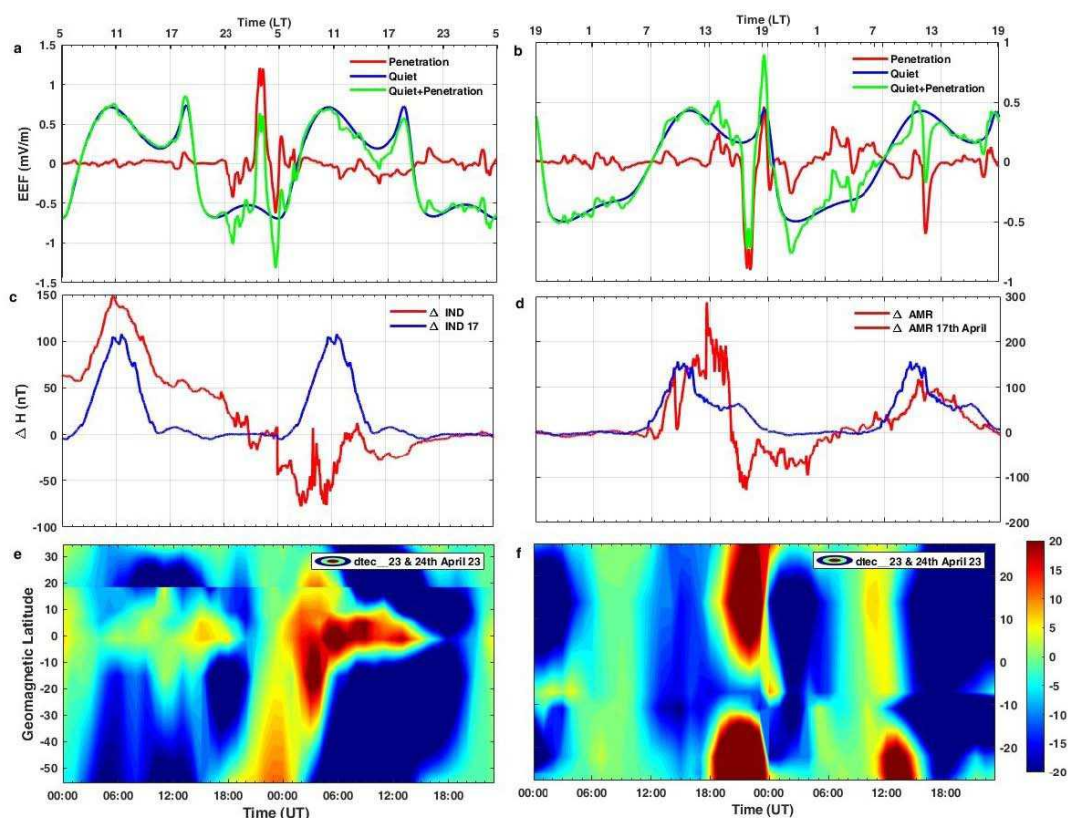 Time (LT)
Time (LT)
5 11 17 23 5 11 17 23 5
19 1 7 13 19 1 7 13 19
a
1.5
1
0.5
0
-0.5
-1
-1.5
EEF (mV/m)
Penetration
Quiet
Quiet+Penetration
b
Penetration
Quiet
Quiet+Penetration
1
0.5
0
-0.5
-1
c
150
100
50
0
-50
-100
Δ H (nT)
Δ IND
Δ IND 17
d
Δ AMR
Δ AMR 17th April
300
200
100
0
-100
-200
e
30
20
10
0
-10
-20
-30
-40
-50
Geomagnetic Latitude
dtec__23 & 24th April 23
00:00 06:00 12:00 18:00 00:00 06:00 12:00 18:00
Time (UT)
f
dtec__23 & 24th April 23
20
10
0
-10
-20
00:00 06:00 12:00 18:00 00:00 06:00 12:00 18:00
Time (UT)
20
15
10
5
0
-5
-10
-15
-20